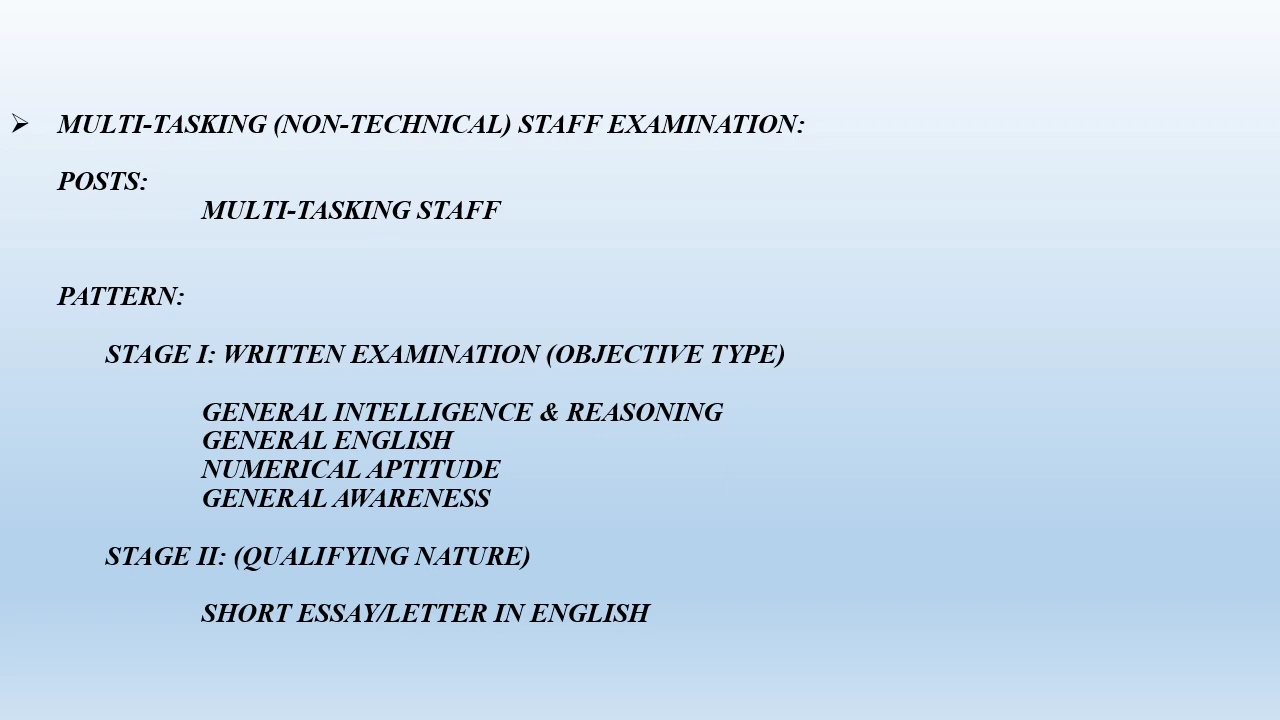 MULTI-TASKING (NON-TECHNICAL) STAFF EXAMINATION:
POSTS:
MULTI-TASKING STAFF
PATTERN:
STAGE I: WRITTEN EXAMINATION (OBJECTIVE TYPE)
GENERAL INTELLIGENCE & REASONING
GENERAL ENGLISH
NUMERICAL APTITUDE
GENERAL AWARENESS
STAGE II: (QUALIFYING NATURE)
SHORT ESSAY/LETTER IN ENGLISH